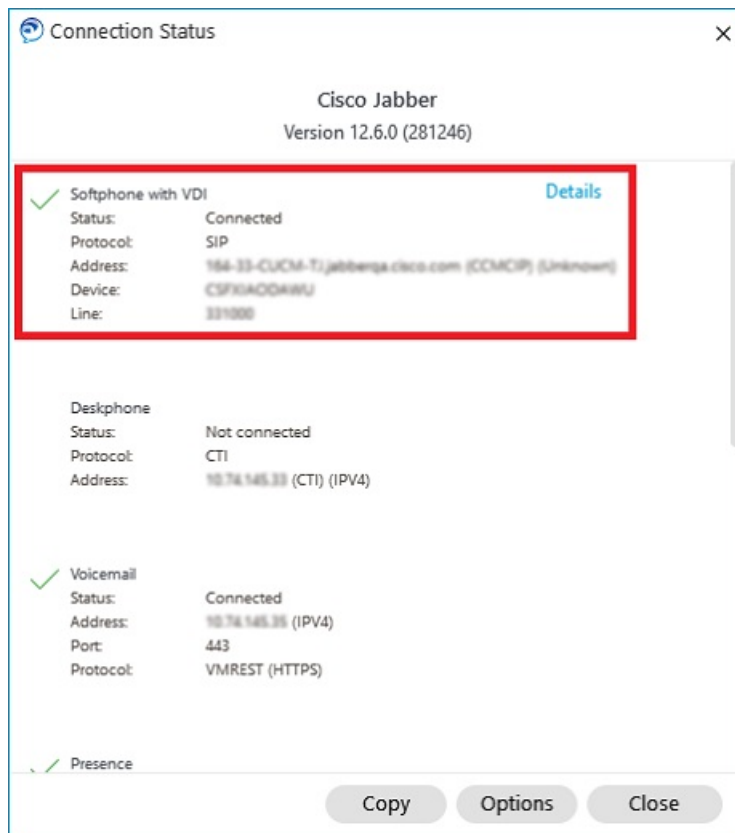 Connection Status
Cisco Jabber
Version 12.6.0 (281246)
Softphone with VDI Details
Status: Connected
Protocol: SIP
Address:
Device:
Line:
Deskphone
Status: Not connected
Protocol: CTI
Address: (CTI) (IPV4)
Voicemail
Status: Connected
Address: (IPV4)
Port: 443
Protocol: VMREST (HTTPS)
Presence
Copy Options Close